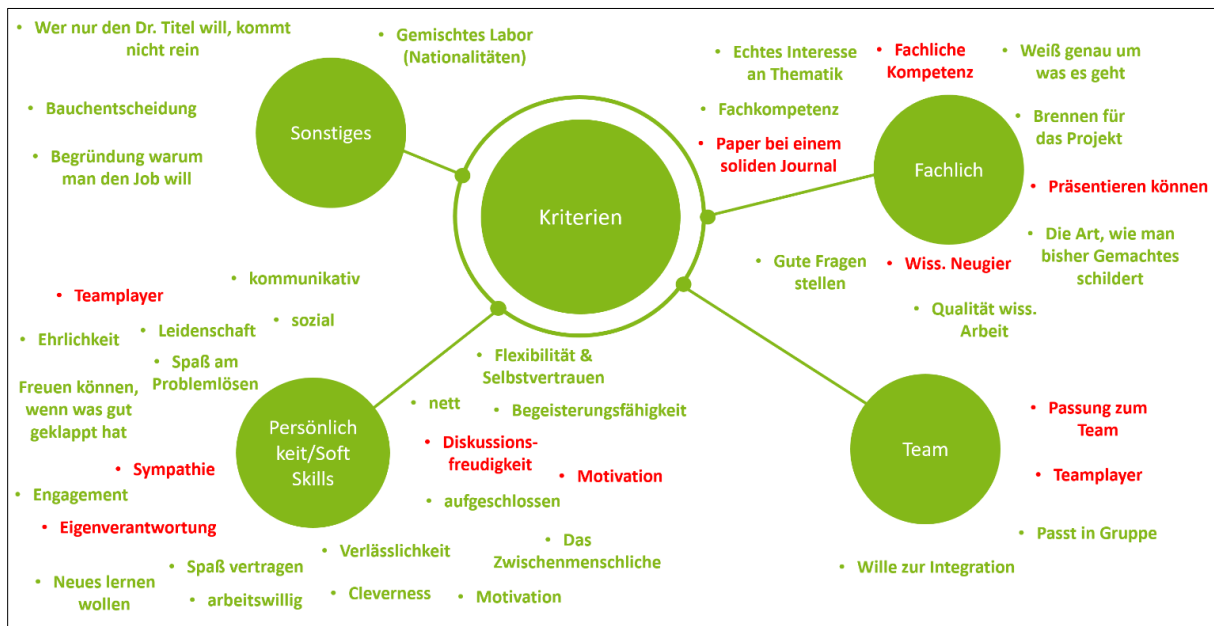 • Wer nur den Dr. Titel will, kommt
nicht rein
• Gemischtes Labor
(Nationalitäten)
• Bauchentscheidung
• Begründung warum
man den Job will
Sonstiges
Kriterien
• Echtes Interesse
an Thematik
• Fachliche
Kompetenz
• Weiß genau um
was es geht
• Fachkompetenz
• Brennen für
das Projekt
• Paper bei einem
soliden Journal
Fachlich
• Präsentieren können
• Die Art, wie man
bisher Gemachtes
schildert
• Gute Fragen
stellen
• Wiss. Neugier
• Qualität wiss.
Arbeit
• kommunikativ
• Teamplayer
• sozial
• Leidenschaft
• Ehrlichkeit
• Spaß am
Problemlösen
Freuen können,
wenn was gut
geklappt hat
• Flexibilität &
Selbstvertrauen
• nett
• Begeisterungsfähigkeit
Persönlich
keit/Soft
Skills
• Diskussions-
freudigkeit
• Motivation
• Sympathie
• Engagement
• aufgeschlossen
• Eigenverantwortung
• Verlässlichkeit
• Das
Zwischenmenschliche
• Spaß vertragen
• Neues lernen
wollen
• arbeitswillig
• Cleverness
• Motivation
Team
• Passung zum
Team
• Teamplayer
• Passt in Gruppe
• Wille zur Integration